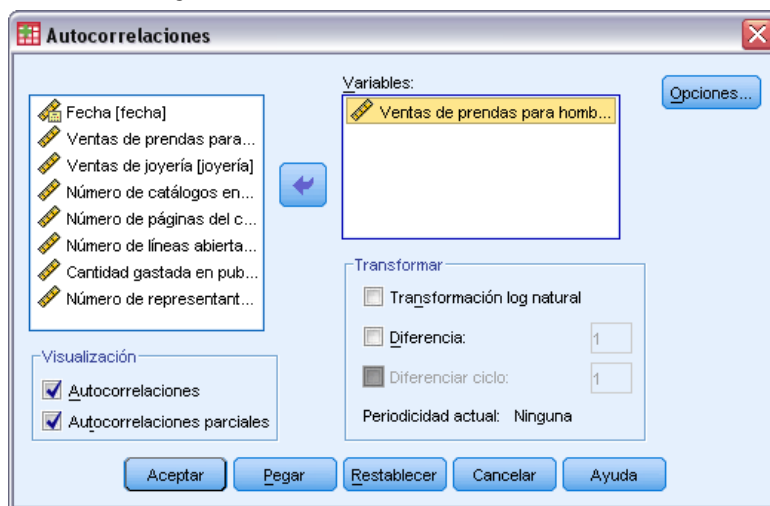 Autocorrelaciones
Variables:
Opciones...
Fecha [fecha]
Ventas de prendas para...
Ventas de joyería [joyería]
Número de catálogos en...
Número de páginas del c...
Número de líneas abierta...
Cantidad gastada en pub...
Número de representant...
Ventas de prendas para homb...
Transformar
Transformación log natural
Diferencia: 1
Diferenciar ciclo: 1
Periodicidad actual: Ninguna
Visualización
Autocorrelaciones
Autocorrelaciones parciales
Aceptar Pegar Restablecer Cancelar Ayuda